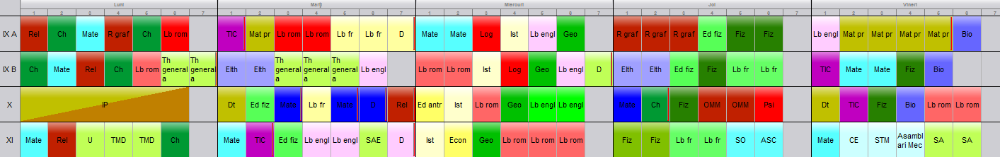 Luni Marţi Miercuri Joi Vineri
1 2 3 4 5 6 7 1 2 3 4 5 6 7 1 2 3 4 5 6 7 1 2 3 4 5 6 7 1 2 3 4 5 6 7
IX A Rel Ch Mate R graf Ch Lb rom TIC Mat pr Lb rom Lb rom Lb fr Lb fr D Mate Mate Log Ist Lb engl Geo R graf R graf R graf Ed fiz Fiz Fiz Lb engl Mat pr Mat pr Mat pr Mat pr Bio
IX B Ch Mate Rel Ch Lb rom Th generala Th generala Elth Elth Th generala Th generala Th generala Lb engl Lb rom Lb rom Ist Log Geo Lb engl D Elth Elth Ed fiz Fiz Lb fr Lb fr TIC Mate Mate Fiz Bio
X IP Dt Ed fiz Mate Lb fr Mate D Rel Ed antr Ist Lb rom Geo Lb engl Lb engl Mate Ch Fiz OMM OMM Psi Dt TIC Fiz Bio Lb rom Lb rom
XI Mate Rel U TMD TMD Ch Mate TIC Ed fiz Lb engl Lb engl SAE D Ist Econ Geo Lb rom Lb rom Lb rom Fiz Fiz Lb fr Lb fr SO ASC Mate CE STM Asamblari Mec SA SA